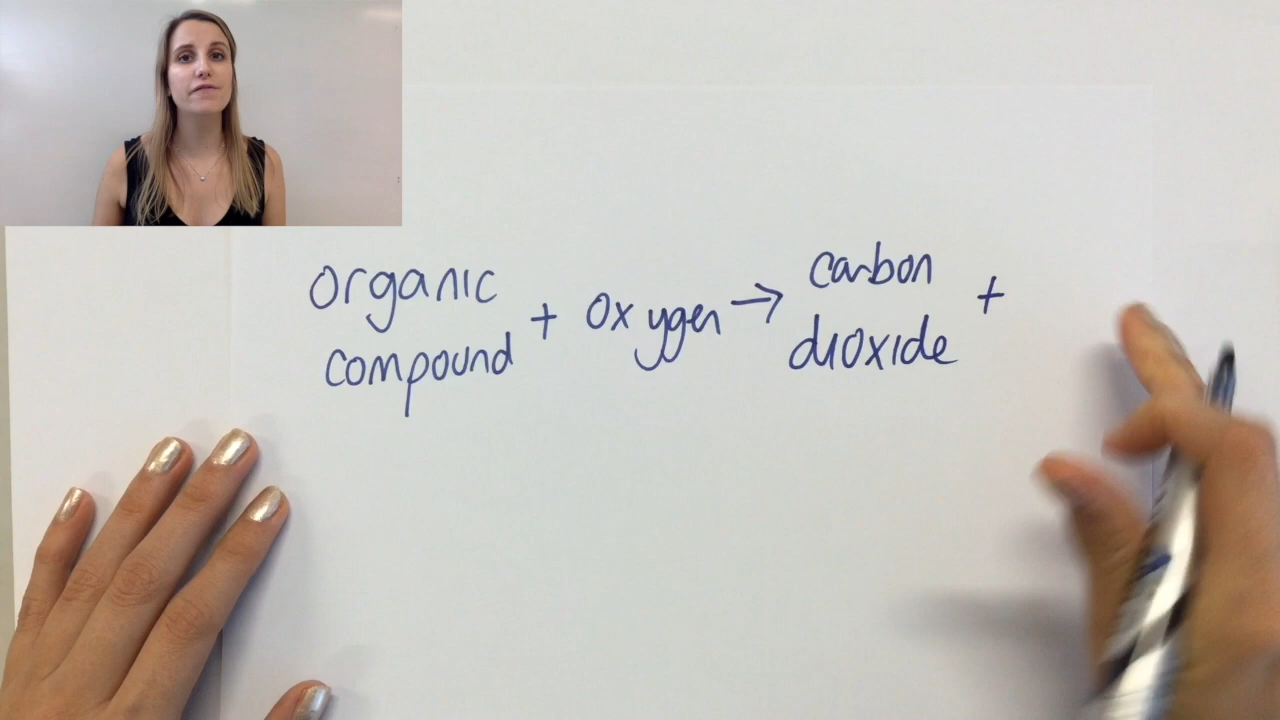 organic compound + oxygen → carbon dioxide +